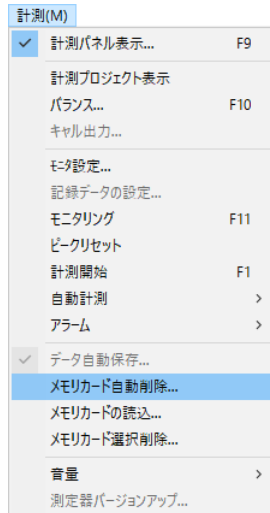 計測(M)
計測パネル表示... F9
計測プロジェクト表示
バランス... F10
キャル出力...
ﾓﾆﾀ設定...
記録データの設定...
モニタリング F11
ピークリセット
計測開始 F1
自動計測
アラーム
データ自動保存...
メモリカード自動削除...
メモリカードの読込...
メモリカード選択削除...
音量
測定器バージョンアップ...